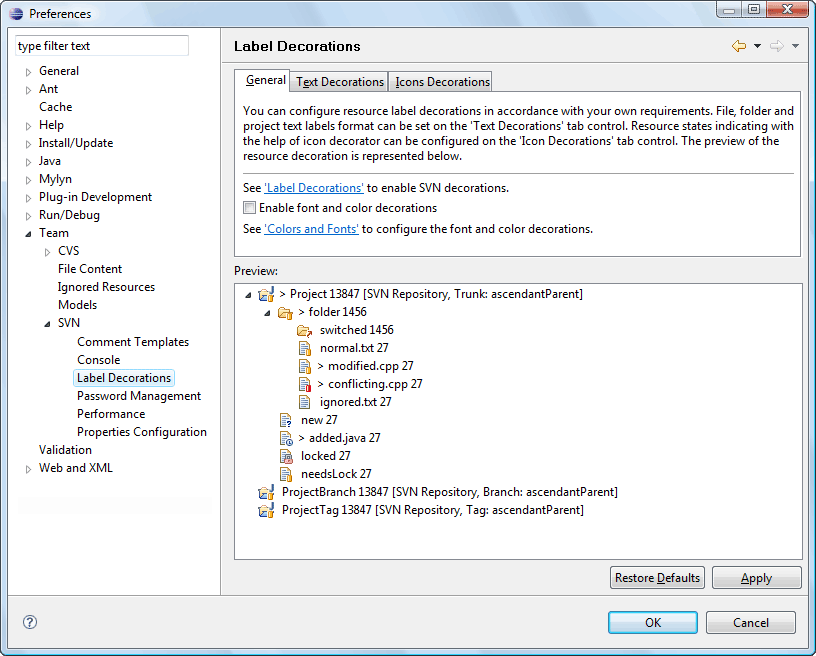 Preferences
type filter text
General
Ant
Cache
Help
Install/Update
Java
Mylyn
Plug-in Development
Run/Debug
Team
CVS
File Content
Ignored Resources
Models
SVN
Comment Templates
Console
Label Decorations
Password Management
Performance
Properties Configuration
Validation
Web and XML
Label Decorations
General Text Decorations Icons Decorations
You can configure resource label decorations in accordance with your own requirements. File, folder and
project text labels format can be set on the 'Text Decorations' tab control. Resource states indicating with
the help of icon decorator can be configured on the 'Icon Decorations' tab control. The preview of the
resource decoration is represented below.
See 'Label Decorations' to enable SVN decorations.
Enable font and color decorations
See 'Colors and Fonts' to configure the font and color decorations.
Preview:
> Project 13847 [SVN Repository, Trunk: ascendantParent]
> folder 1456
switched 1456
normal.txt 27
> modified.cpp 27
> conflicting.cpp 27
ignored.txt 27
new 27
> added.java 27
locked 27
needsLock 27
ProjectBranch 13847 [SVN Repository, Branch: ascendantParent]
ProjectTag 13847 [SVN Repository, Tag: ascendantParent]
Restore Defaults Apply
? OK Cancel